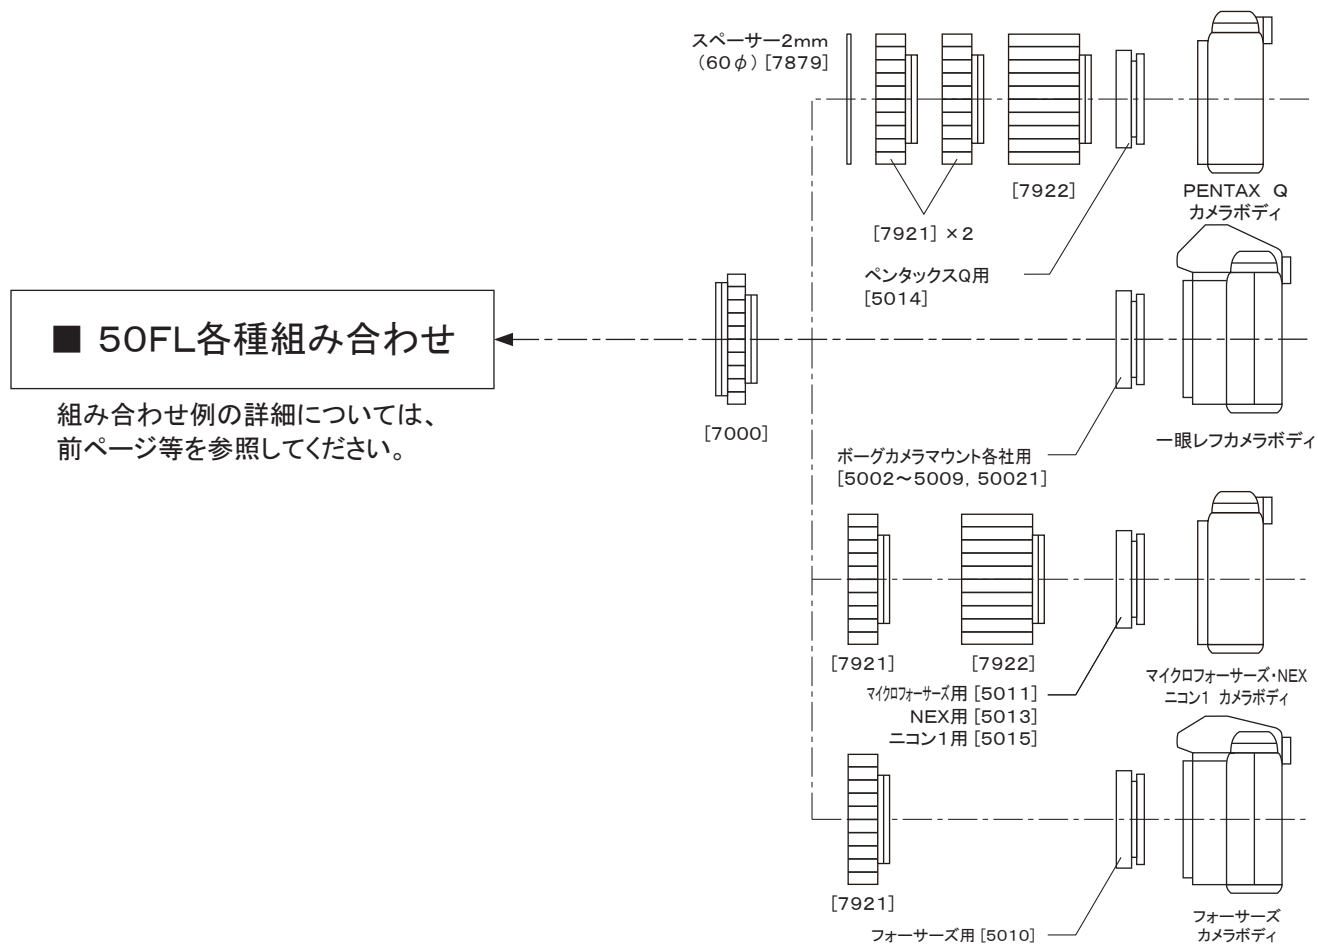 スペーサー2mm
(60φ) [7879]
[7922]
[7921] ×2
ペンタックスQ用
[5014]
PENTAX Q
カメラボディ
■ 50FL各種組み合わせ
組み合わせ例の詳細については、
前ページ等を参照してください。
[7000]
ボーグカメラマウント各社用
[5002~5009, 50021]
一眼レフカメラボディ
[7921]
[7922]
マイクロフォーサーズ用 [5011]
NEX用 [5013]
ニコン1用 [5015]
マイクロフォーサーズ・NEX
ニコン1 カメラボディ
[7921]
フォーサーズ用 [5010]
フォーサーズ
カメラボディ